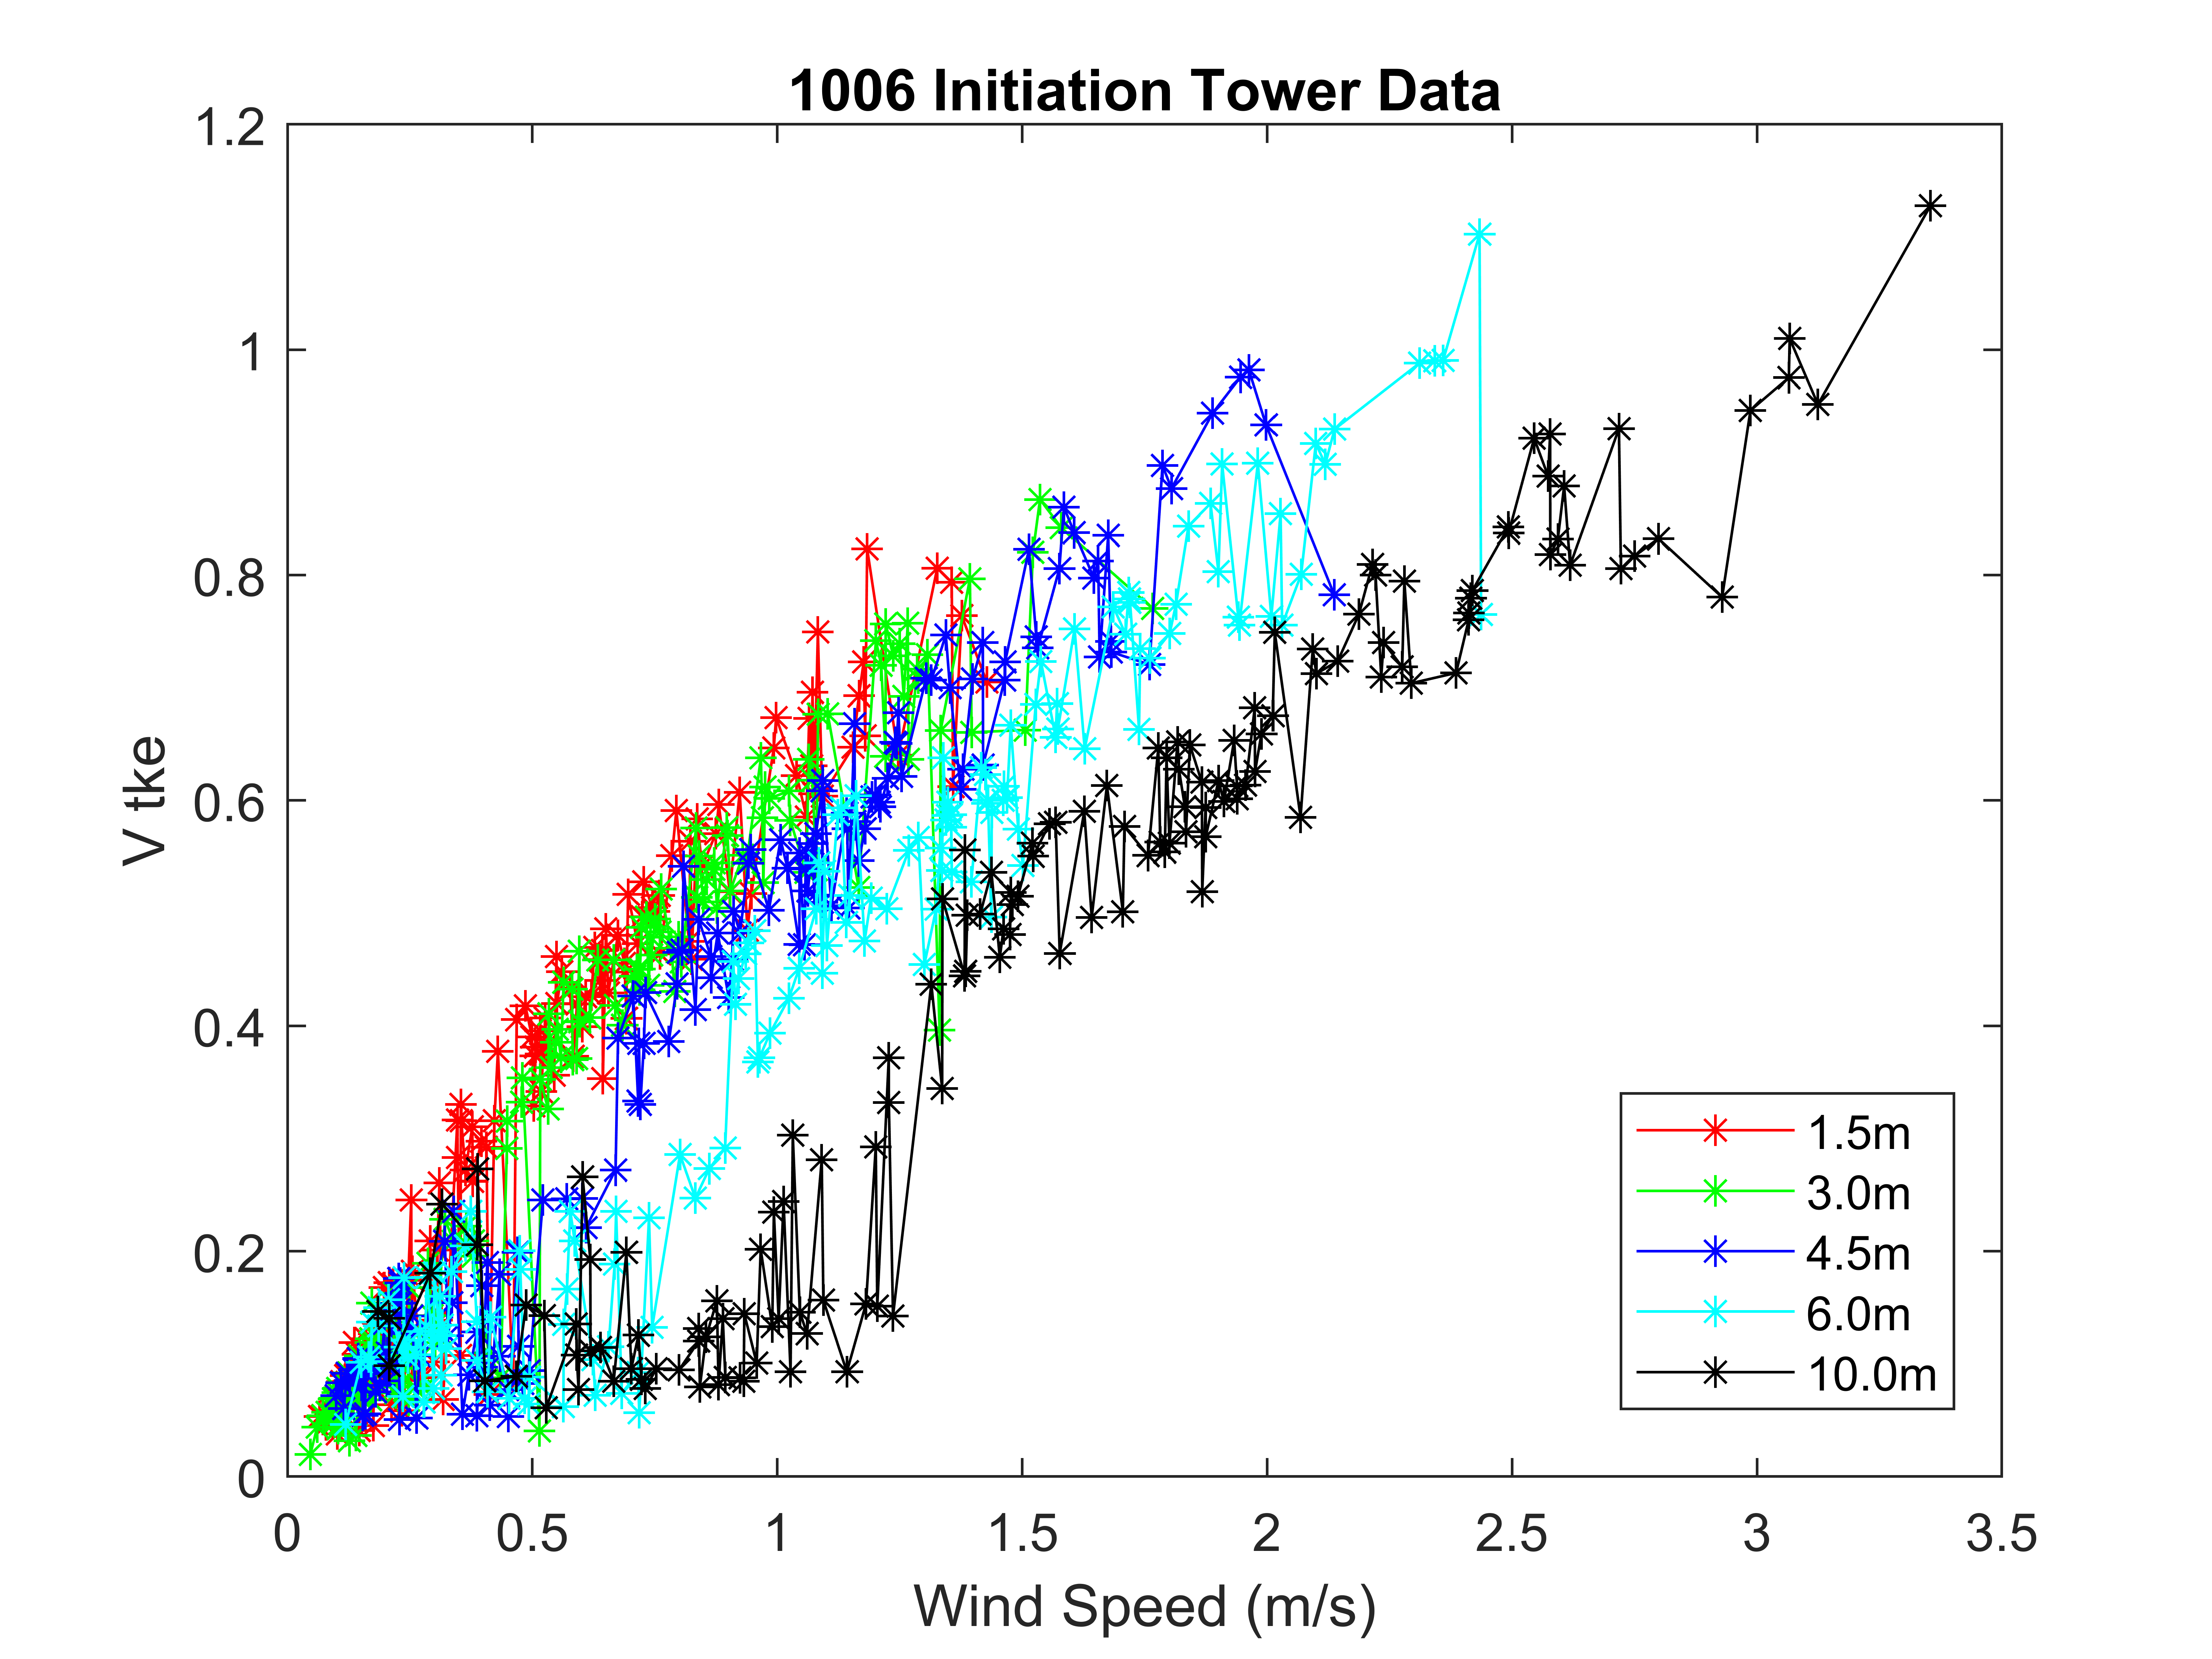 1006 Initiation Tower Data
1.2
1
0.8
0.6
0.4
0.2
0
V tke
0 0.5 1 1.5 2 2.5 3 3.5
Wind Speed (m/s)
1.5m
3.0m
4.5m
6.0m
10.0m